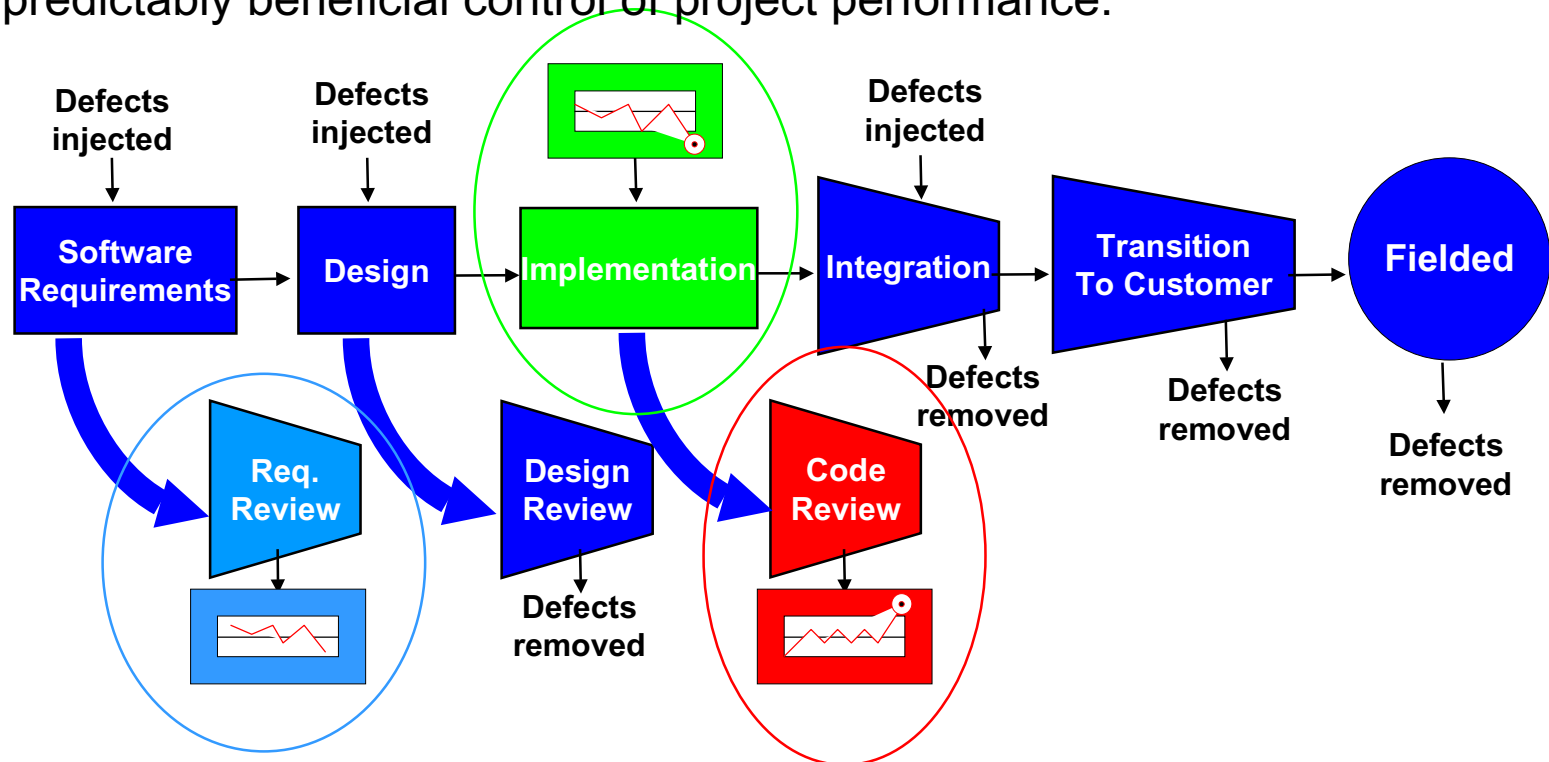 predictably beneficial control of project performance.
Defects
injected
Defects
injected
Defects
injected
Software
Requirements
Design
Implementation
Integration
Transition
To Customer
Fielded
Defects
removed
Defects
removed
Defects
removed
Req.
Review
Design
Review
Code
Review
Defects
removed